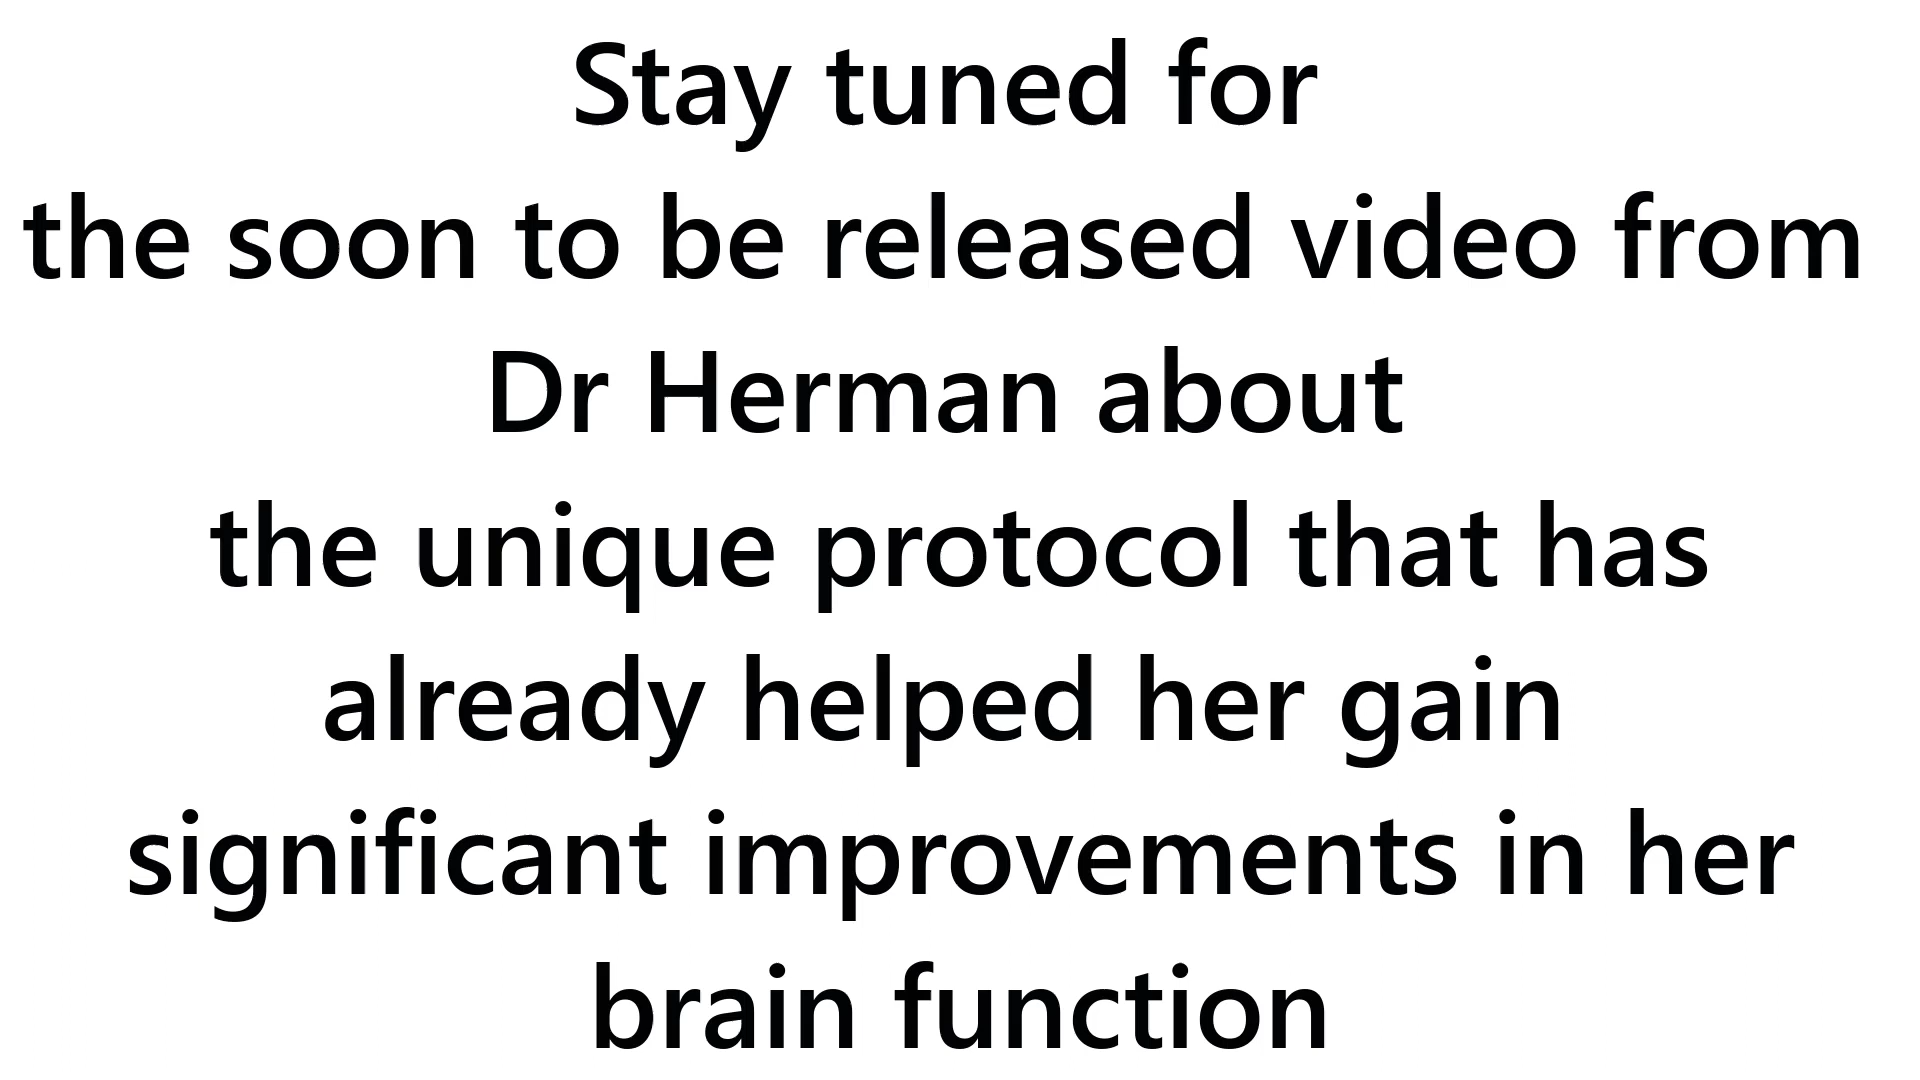 Stay tuned for
the soon to be released video from
Dr Herman about
the unique protocol that has
already helped her gain
significant improvements in her
brain function